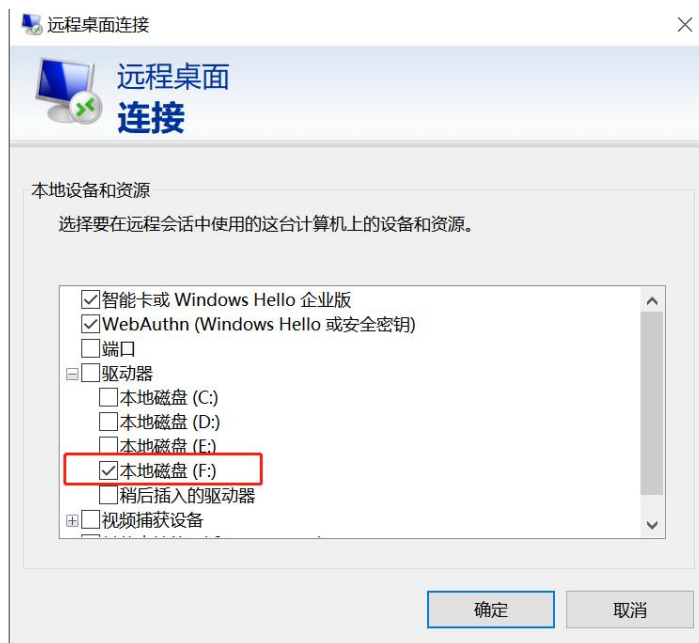 远程桌面连接
远程桌面
连接
本地设备和资源
选择要在远程会话中使用的这台计算机上的设备和资源。
智能卡或 Windows Hello 企业版
WebAuthn (Windows Hello 或安全密钥)
端口
驱动器
本地磁盘 (C:)
本地磁盘 (D:)
本地磁盘 (E:)
本地磁盘 (F:)
稍后插入的驱动器
视频捕获设备
确定
取消